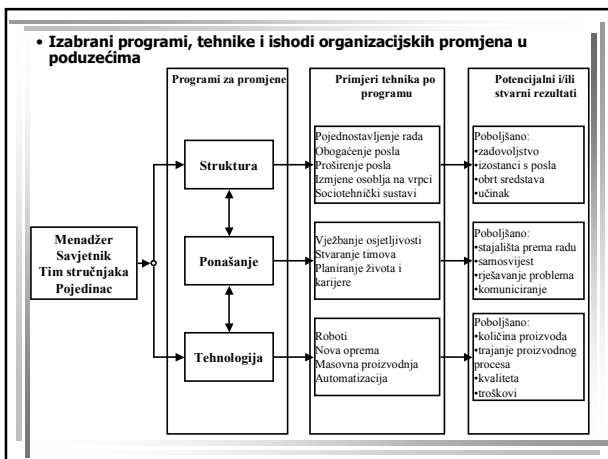 • Izabrani programi, tehnike i ishodi organizacijskih promjena u
poduzećima
Programi za promjene
Primjeri tehnika po
programu
Potencijalni i/ili
stvarni rezultati
Menadžer
Savjetnik
Tim stručnjaka
Pojedinac
Struktura
Pojednostavljenje rada
Obogaćenje posla
Proširenje posla
Izmjene osoblja na vrpci
Sociotehnički sustavi
Poboljšano:
•zadovoljstvo
•izostanci s posla
•obrt sredstava
•učinak
Ponašanje
Vježbanje osjetljivosti
Stvaranje timova
Planiranje života i
karijere
Poboljšano:
•stajališta prema radu
•samosvijest
•rješavanje problema
•komuniciranje
Tehnologija
Roboti
Nova oprema
Masovna proizvodnja
Automatizacija
Poboljšano:
•količina proizvoda
•trajanje proizvodnog
procesa
•kvaliteta
•troškovi